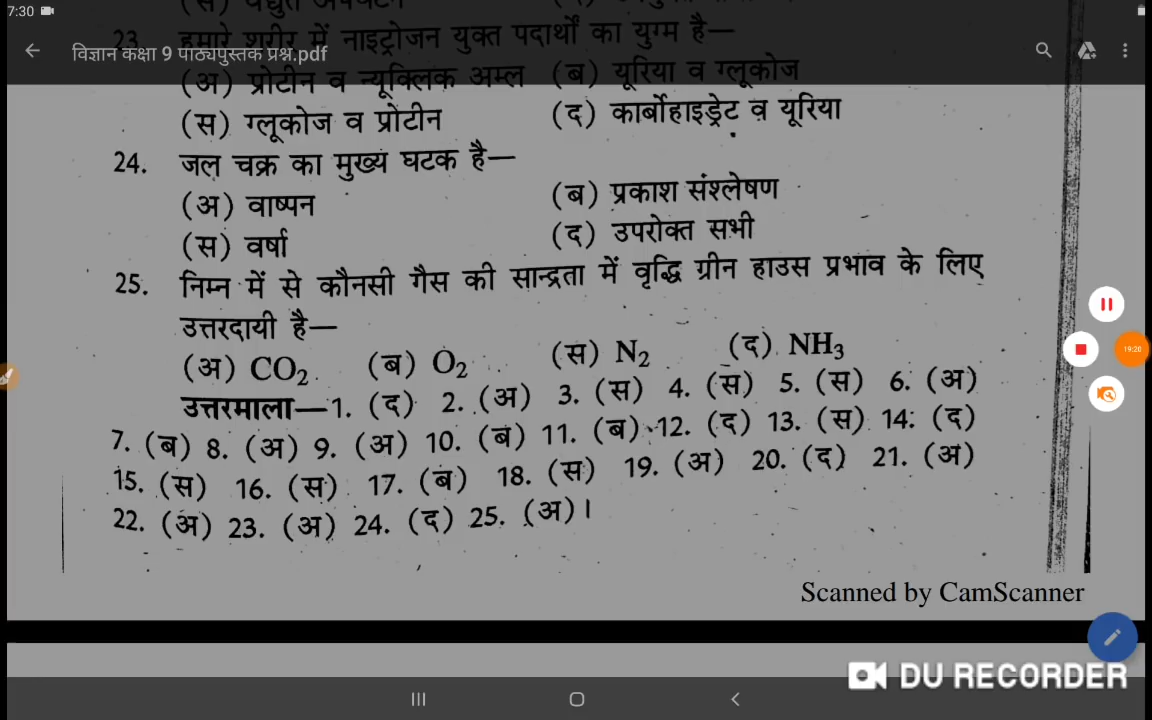 7:30
विज्ञान कक्षा 9 पाठ्यपुस्तक प्रश्न.pdf
23. हमारे शरीर में नाइट्रोजन युक्त पदार्थों का युग्म है—
(अ) प्रोटीन व न्यूक्लिक अम्ल (ब) यूरिया व ग्लूकोज
(स) ग्लूकोज व प्रोटीन (द) कार्बोहाइड्रेट व यूरिया
24. जल चक्र का मुख्य घटक है—
(अ) वाष्पन (ब) प्रकाश संश्लेषण
(स) वर्षा (द) उपरोक्त सभी
25. निम्न में से कौनसी गैस की सान्द्रता में वृद्धि ग्रीन हाउस प्रभाव के लिए
उत्तरदायी है—
(अ) CO₂ (ब) O₂ (स) N₂ (द) NH₃
उत्तरमाला—1. (द) 2. (अ) 3. (स) 4. (स) 5. (स) 6. (अ)
7. (ब) 8. (अ) 9. (अ) 10. (ब) 11. (ब) 12. (द) 13. (स) 14. (द)
15. (स) 16. (स) 17. (ब) 18. (स) 19. (अ) 20. (द) 21. (अ)
22. (अ) 23. (अ) 24. (द) 25. (अ)।
19:20
Scanned by CamScanner
DU RECORDER